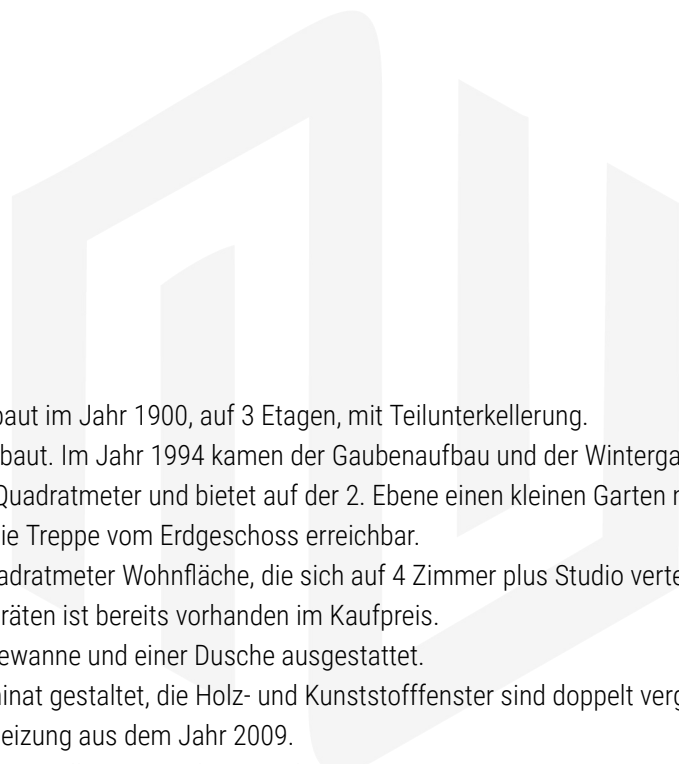 baut im Jahr 1900, auf 3 Etagen, mit Teilunterkellerung.
baut. Im Jahr 1994 kamen der Gaubenaufbau und der Winterga
Quadratmeter und bietet auf der 2. Ebene einen kleinen Garten
ie Treppe vom Erdgeschoss erreichbar.
adratmeter Wohnfläche, die sich auf 4 Zimmer plus Studio verte
räten ist bereits vorhanden im Kaufpreis.
ewanne und einer Dusche ausgestattet.
inat gestaltet, die Holz- und Kunststofffenster sind doppelt verg
eizung aus dem Jahr 2009.